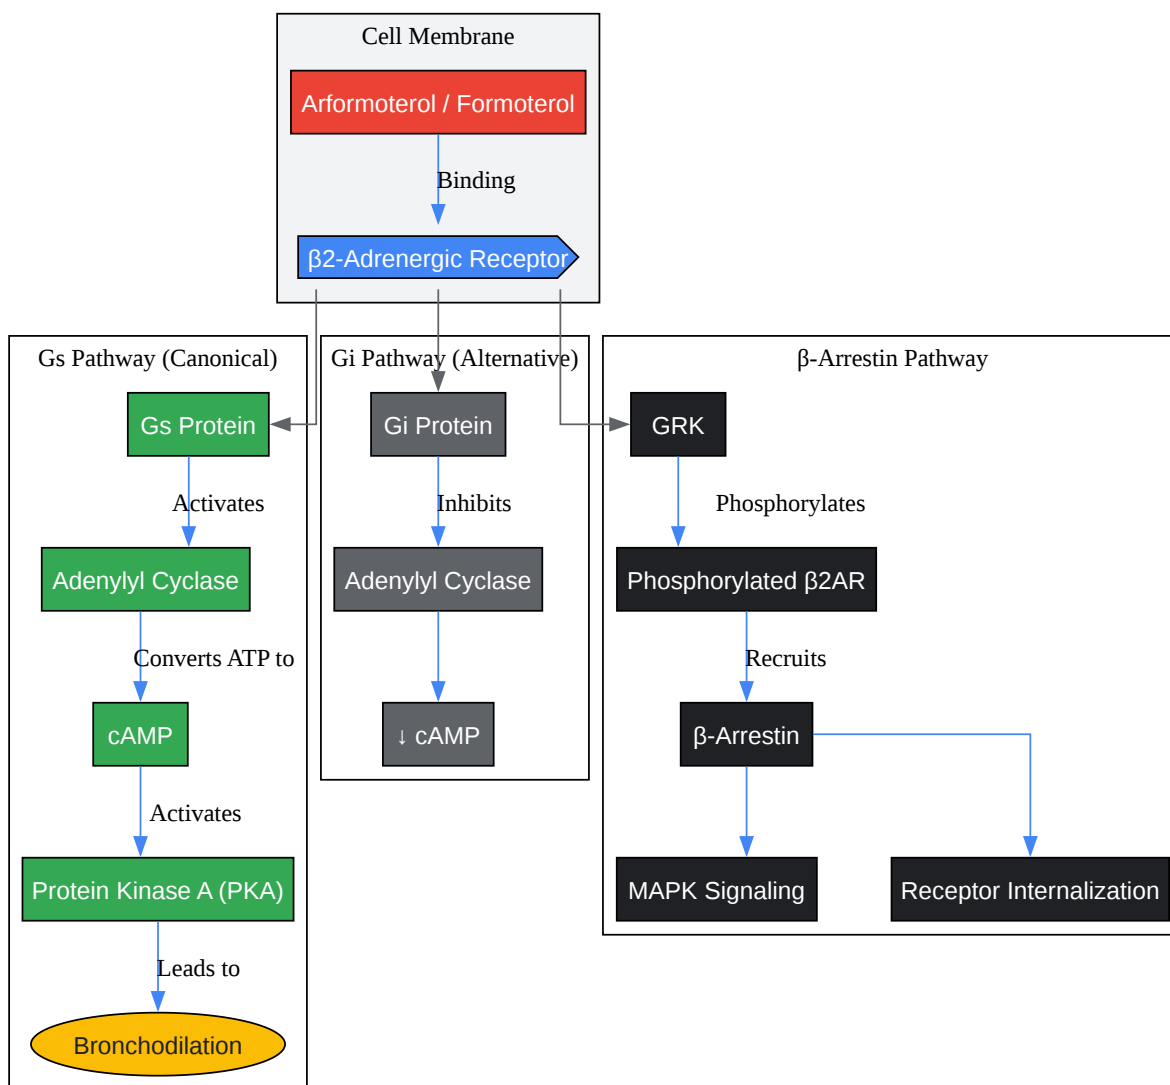 Cell Membrane
Arformoterol / Formoterol
Binding
β2-Adrenergic Receptor
Gs Pathway (Canonical)
Gs Protein
Activates
Adenylyl Cyclase
Converts ATP to
cAMP
Activates
Protein Kinase A (PKA)
Leads to
Bronchodilation
Gi Pathway (Alternative)
Gi Protein
Inhibits
Adenylyl Cyclase
↓ cAMP
β-Arrestin Pathway
GRK
Phosphorylates
Phosphorylated β2AR
Recruits
β-Arrestin
MAPK Signaling
Receptor Internalization